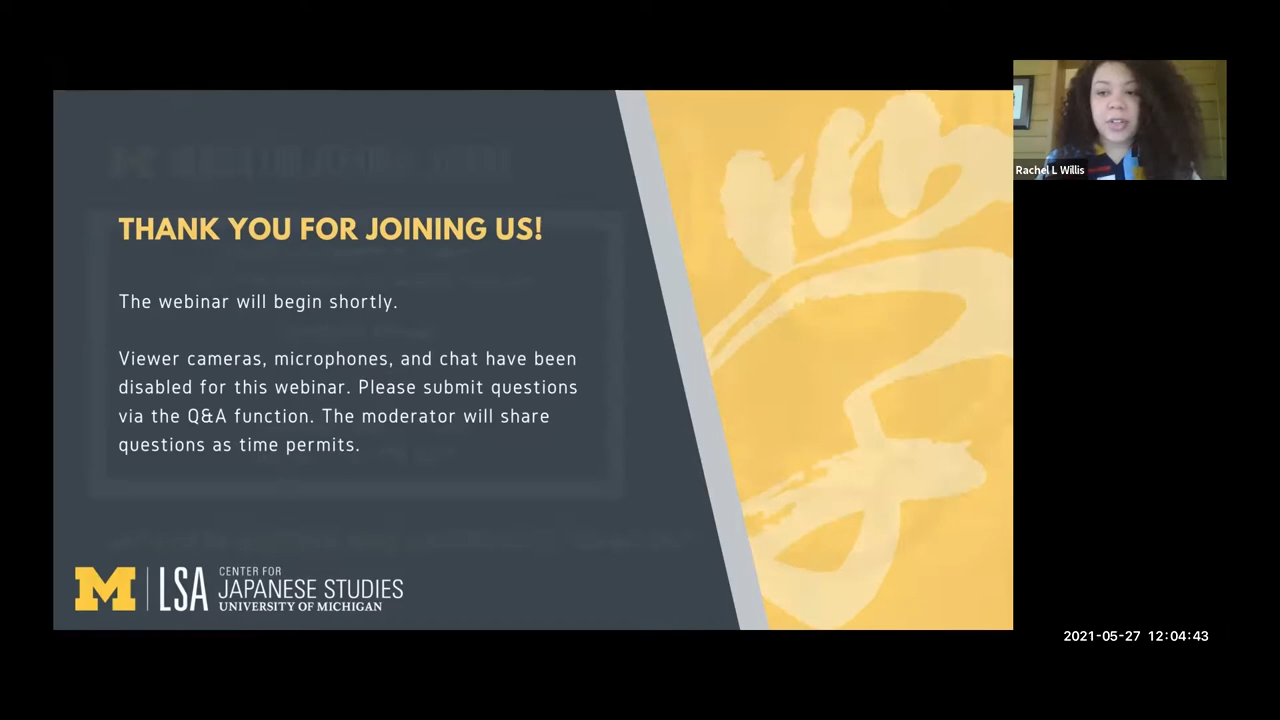 THANK YOU FOR JOINING US!
The webinar will begin shortly.
Viewer cameras, microphones, and chat have been
disabled for this webinar. Please submit questions
via the Q&A function. The moderator will share
questions as time permits.
M LSA CENTER FOR
JAPANESE STUDIES
UNIVERSITY OF MICHIGAN
Rachel L Willis
2021-05-27 12:04:43